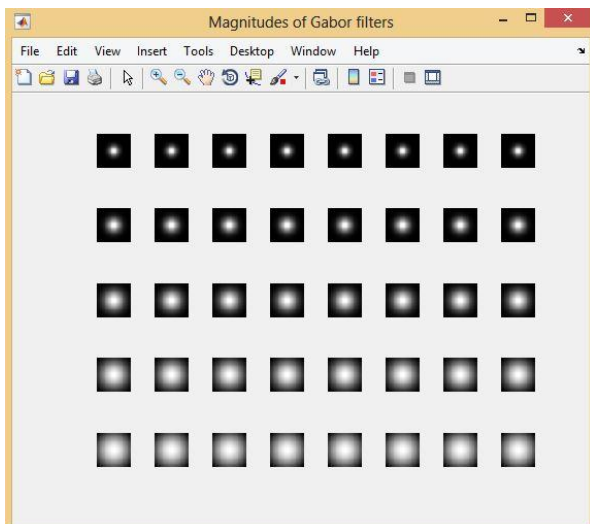 Magnitudes of Gabor filters
File Edit View Insert Tools Desktop Window Help